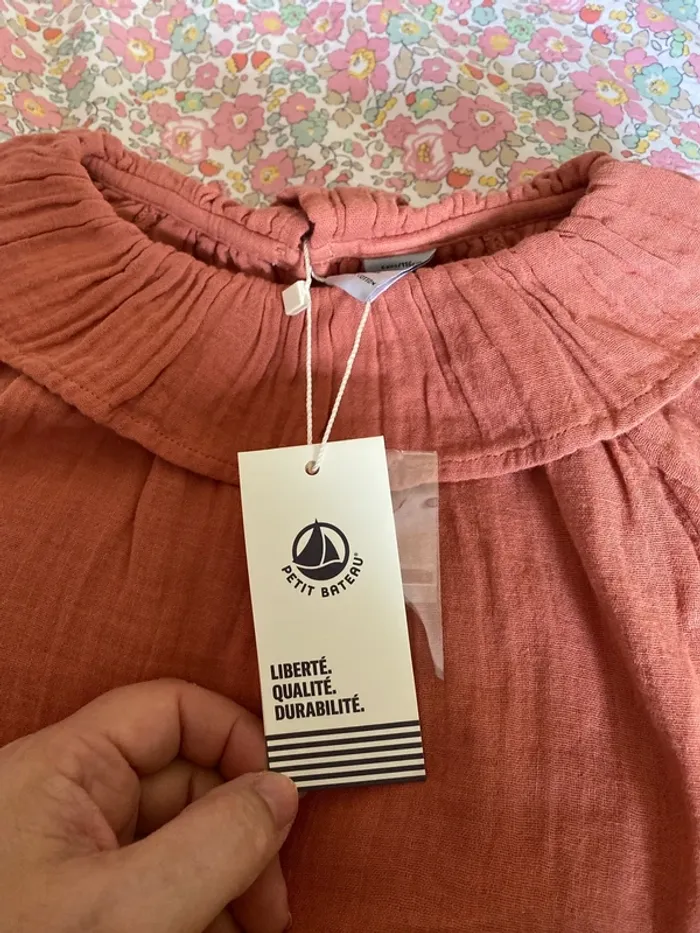 PETIT BATEAU®
LIBERTÉ.
QUALITÉ.
DURABILITÉ.